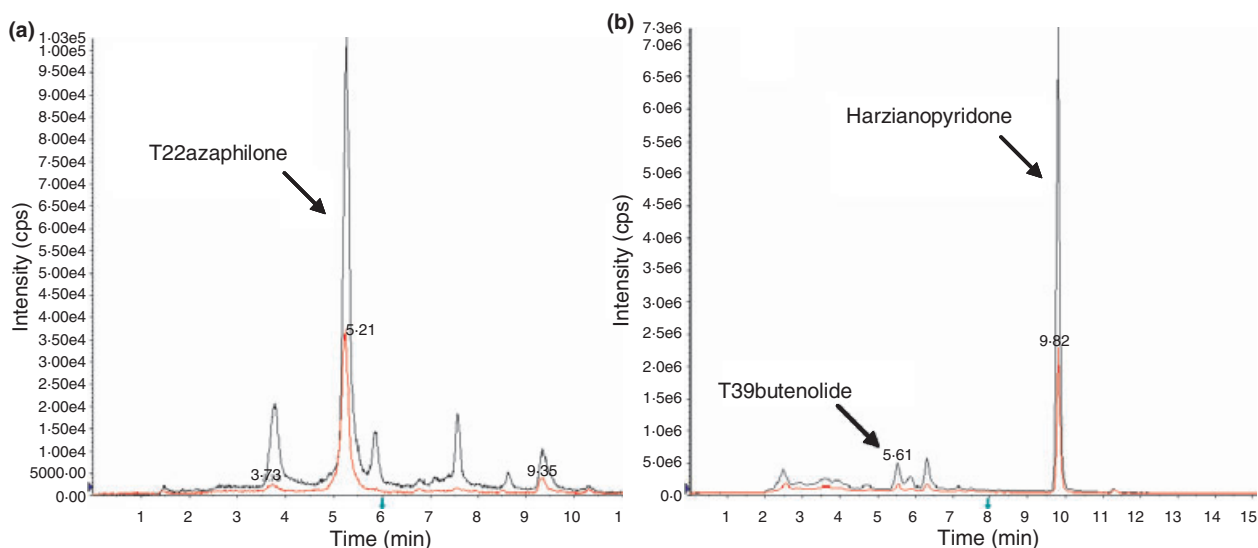 (a)
1·03e5
1·00e5
9·50e4
9·00e4
8·50e4
8·00e4
7·50e4
7·00e4
6·50e4
6·00e4
5·50e4
5·00e4
4·50e4
4·00e4
3·50e4
3·00e4
2·50e4
2·00e4
1·50e4
1·00e4
5000·00
0·00
Intensity (cps)
T22azaphilone
5·21
3·73
9·35
1 2 3 4 5 6 7 8 9 10 1
Time (min)
(b)
7·3e6
7·0e6
6·5e6
6·0e6
5·5e6
5·0e6
4·5e6
4·0e6
3·5e6
3·0e6
2·5e6
2·0e6
1·5e6
1·0e6
5·0e6
0·0
Intensity (cps)
Harzianopyridone
9·82
T39butenolide
5·61
1 2 3 4 5 6 7 8 9 10 11 12 13 14 15
Time (min)